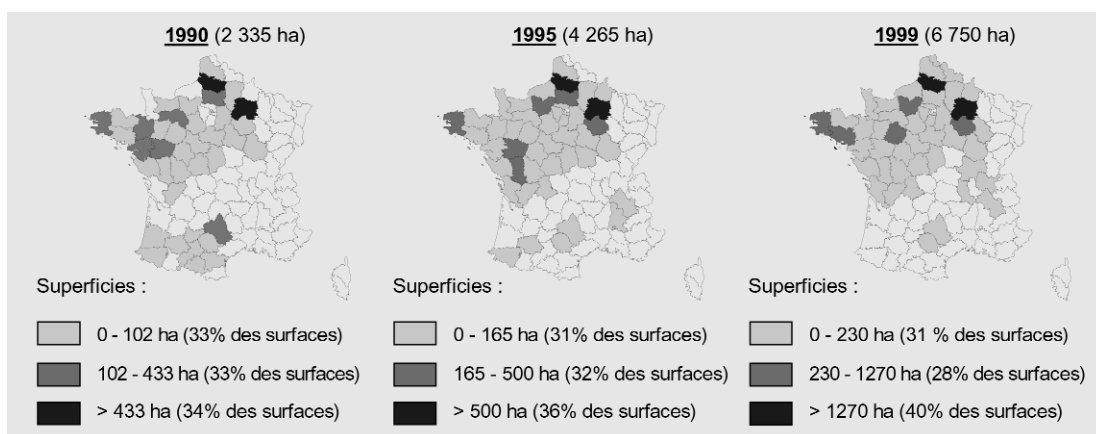 1990 (2 335 ha)
Superficies :
0 - 102 ha (33% des surfaces)
102 - 433 ha (33% des surfaces)
> 433 ha (34% des surfaces)
1995 (4 265 ha)
Superficies :
0 - 165 ha (31% des surfaces)
165 - 500 ha (32% des surfaces)
> 500 ha (36% des surfaces)
1999 (6 750 ha)
Superficies :
0 - 230 ha (31 % des surfaces)
230 - 1270 ha (28% des surfaces)
> 1270 ha (40% des surfaces)